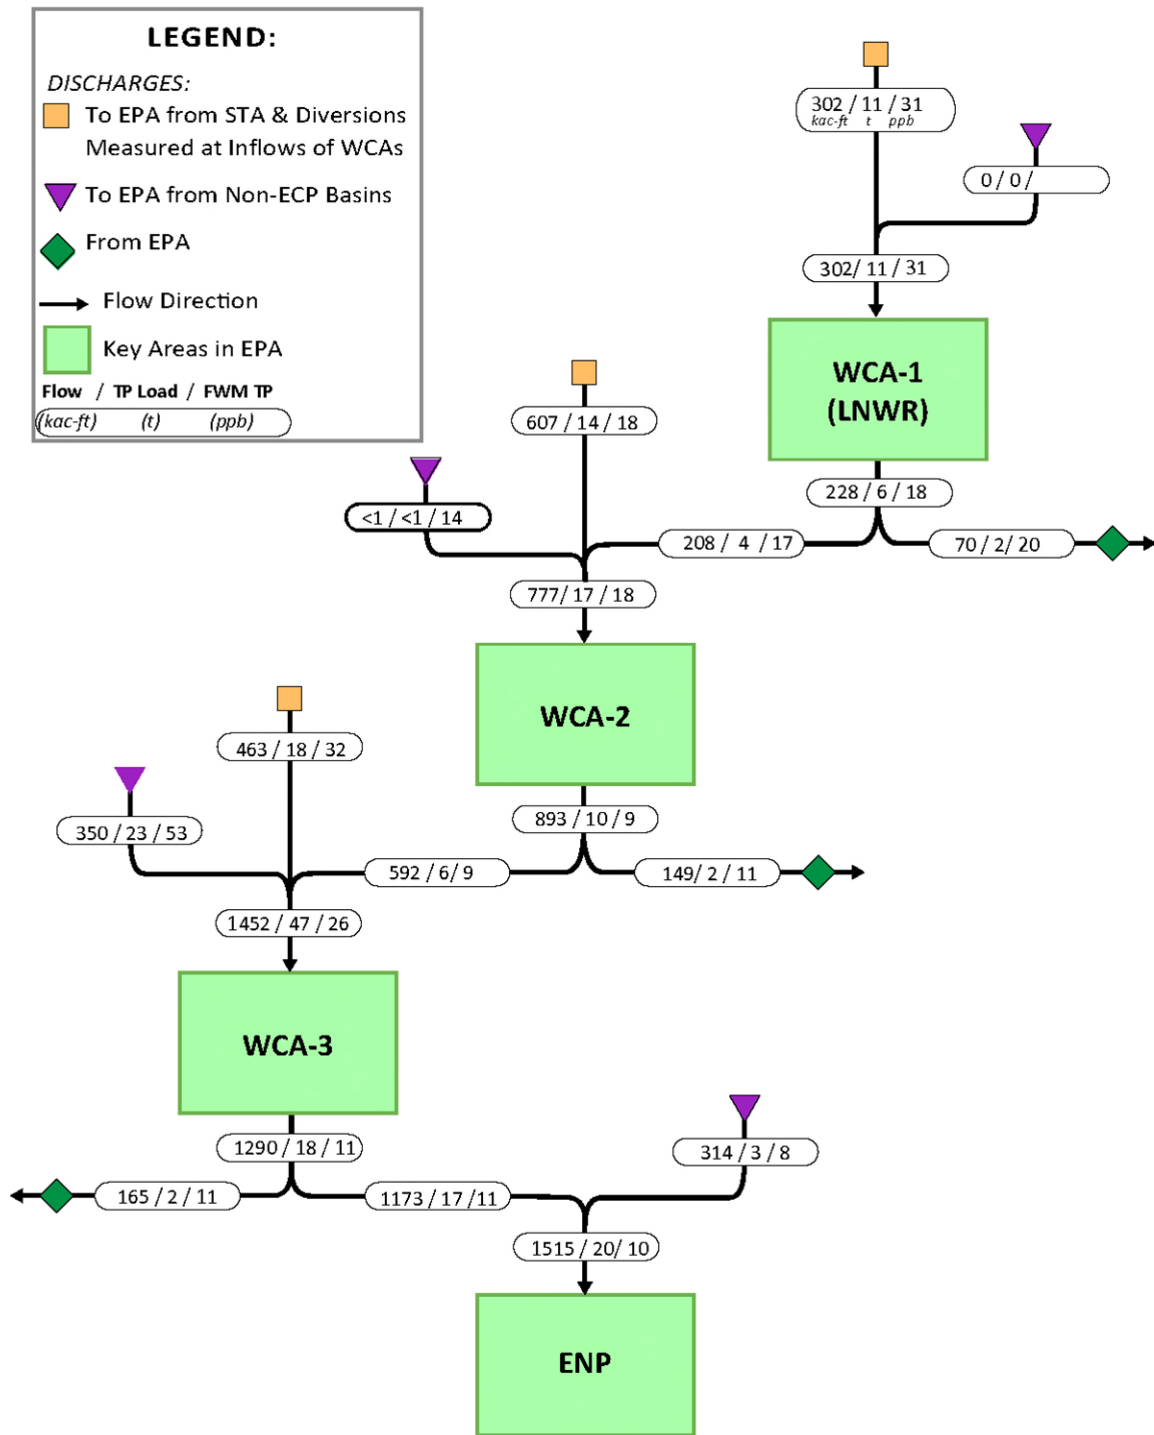 LEGEND:
DISCHARGES:
To EPA from STA & Diversions
Measured at Inflows of WCAs
To EPA from Non-ECP Basins
From EPA
Flow Direction
Key Areas in EPA
Flow / TP Load / FWM TP
(kac-ft) (t) (ppb)
302 / 11 / 31
kac-ft t ppb
0 / 0 /
302/ 11 / 31
WCA-1
(LNWR)
607 / 14 / 18
<1 / <1 / 14
228 / 6 / 18
208 / 4 / 17
70 / 2/ 20
777/ 17 / 18
WCA-2
463 / 18 / 32
350 / 23 / 53
893 / 10 / 9
592 / 6/ 9
149/ 2 / 11
1452 / 47 / 26
WCA-3
1290 / 18 / 11
314 / 3 / 8
165 / 2 / 11
1173 / 17 / 11
1515 / 20/ 10
ENP